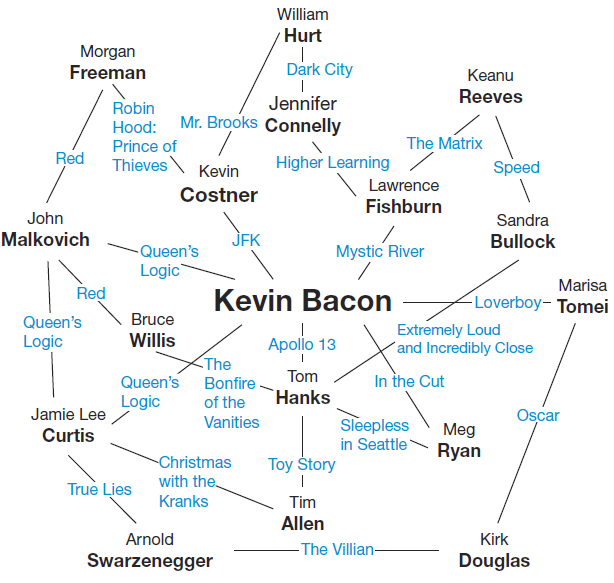 William
Hurt
Morgan
Freeman
Dark City
Keanu
Reeves
Robin
Hood:
Prince of
Thieves
Mr. Brooks
Jennifer
Connelly
The Matrix
Red
Kevin
Costner
Higher Learning
Speed
Lawrence
Fishburn
John
Malkovich
Sandra
Bullock
Queen's
Logic
JFK
Mystic River
Red
Kevin Bacon
Loverboy
Marisa
Tomei
Queen's
Logic
Bruce
Willis
Apollo 13
Extremely Loud
and Incredibly Close
Queen's
Logic
The
Bonfire
of the
Vanities
Tom
Hanks
In the Cut
Jamie Lee
Curtis
Sleepless
in Seattle
Meg
Ryan
Oscar
Christmas
with the
Kranks
Toy Story
True Lies
Tim
Allen
Arnold
Swarzenegger
The Villian
Kirk
Douglas